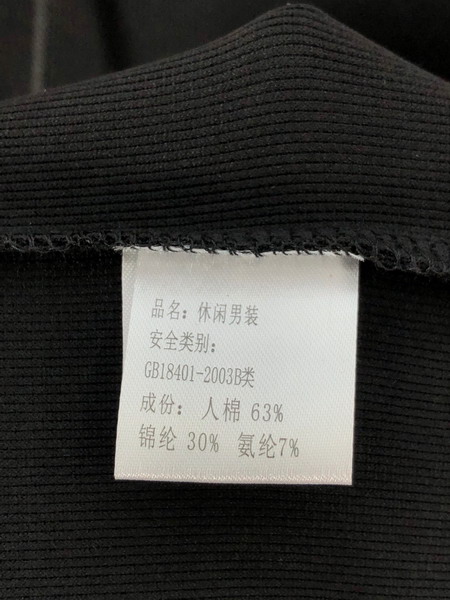 品名: 休闲男装
安全类别:
GB18401-2003B类
成份: 人棉 63%
锦纶 30% 氨纶7%